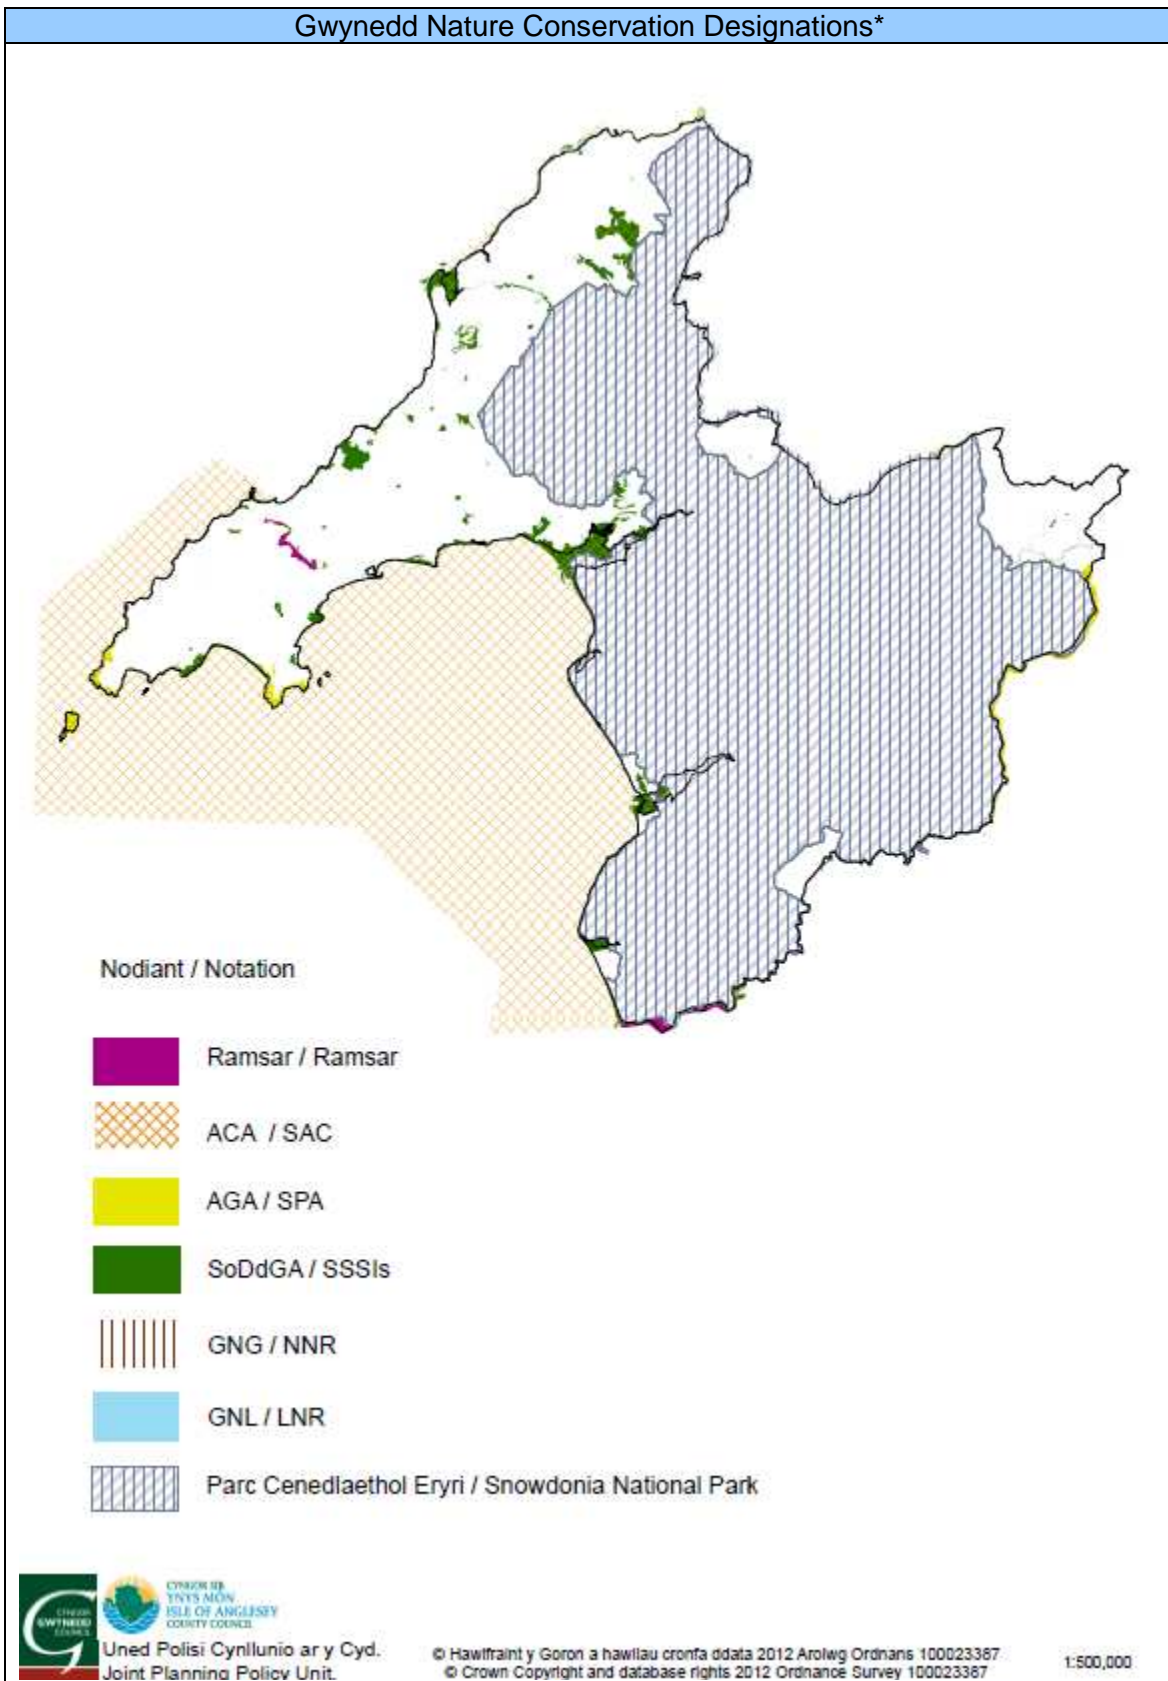 Gwynedd Nature Conservation Designations*
Nodiant / Notation
Ramsar / Ramsar
ACA / SAC
AGA / SPA
SoDdGA / SSSIs
GNG / NNR
GNL / LNR
Parc Cenedlaethol Eryri / Snowdonia National Park
CYNGOR
GWYNEDD
COUNCIL
CYNGOR SIR
YNYS MÔN
ISLE OF ANGLESEY
COUNTY COUNCIL
Uned Polisi Cynllunio ar y Cyd.
Joint Planning Policy Unit.
© Hawlfraint y Goron a hawliau cronfa ddata 2012 Arolwg Ordnans 100023387
© Crown Copyright and database rights 2012 Ordnance Survey 100023387
1:500,000